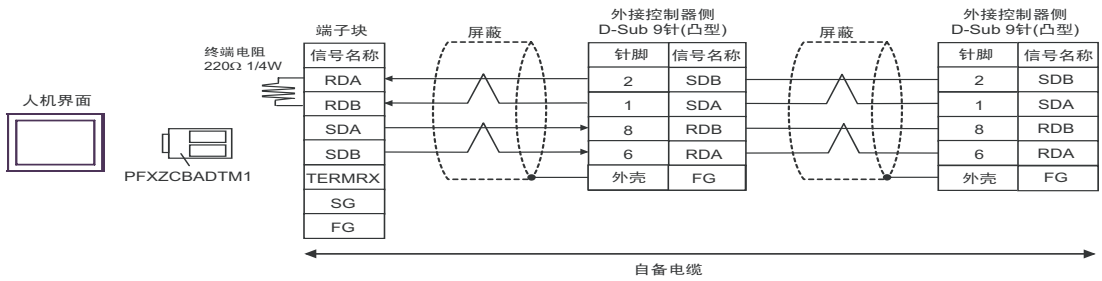 人机界面
PFXZCBADTM1
终端电阻
220Ω 1/4W
端子块
信号名称
RDA
RDB
SDA
SDB
TERMRX
SG
FG
屏蔽
外接控制器侧
D-Sub 9针(凸型)
针脚 信号名称
2 SDB
1 SDA
8 RDB
6 RDA
外壳 FG
屏蔽
外接控制器侧
D-Sub 9针(凸型)
针脚 信号名称
2 SDB
1 SDA
8 RDB
6 RDA
外壳 FG
自备电缆